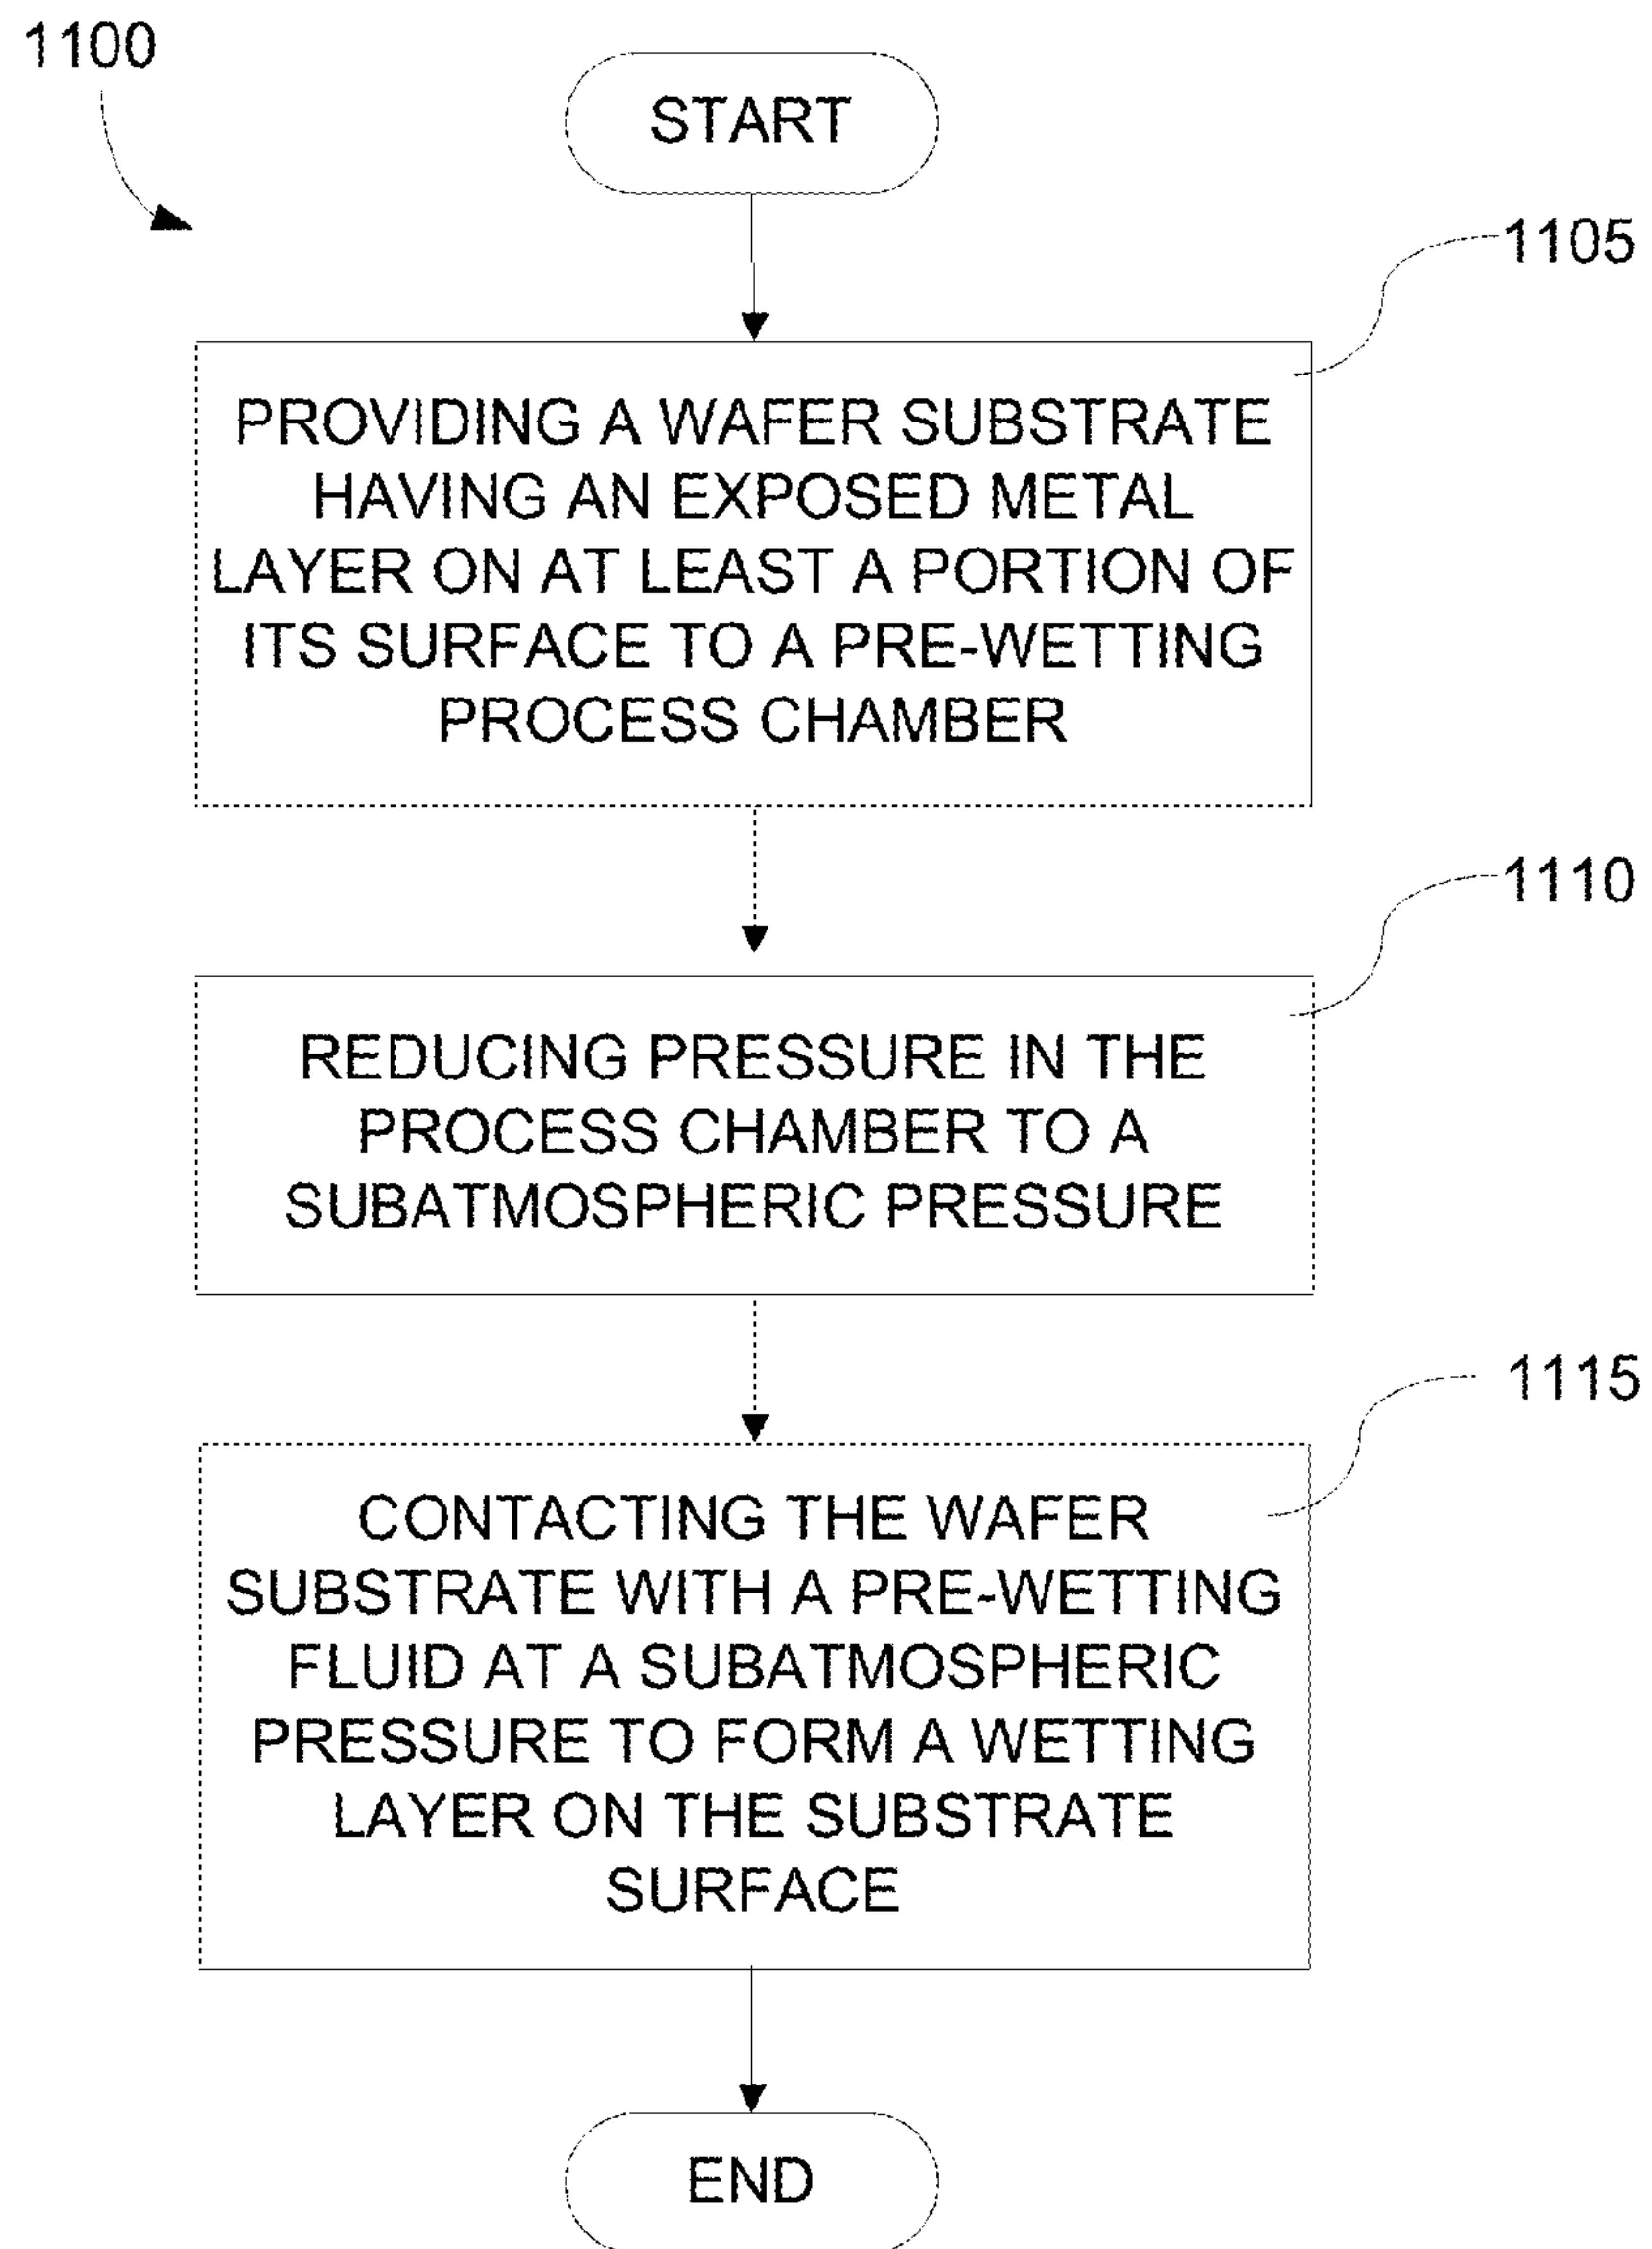 1100
START
1105
PROVIDING A WAFER SUBSTRATE
HAVING AN EXPOSED METAL
LAYER ON AT LEAST A PORTION OF
ITS SURFACE TO A PRE-WETTING
PROCESS CHAMBER
1110
REDUCING PRESSURE IN THE
PROCESS CHAMBER TO A
SUBATMOSPHERIC PRESSURE
1115
CONTACTING THE WAFER
SUBSTRATE WITH A PRE-WETTING
FLUID AT A SUBATMOSPHERIC
PRESSURE TO FORM A WETTING
LAYER ON THE SUBSTRATE
SURFACE
END